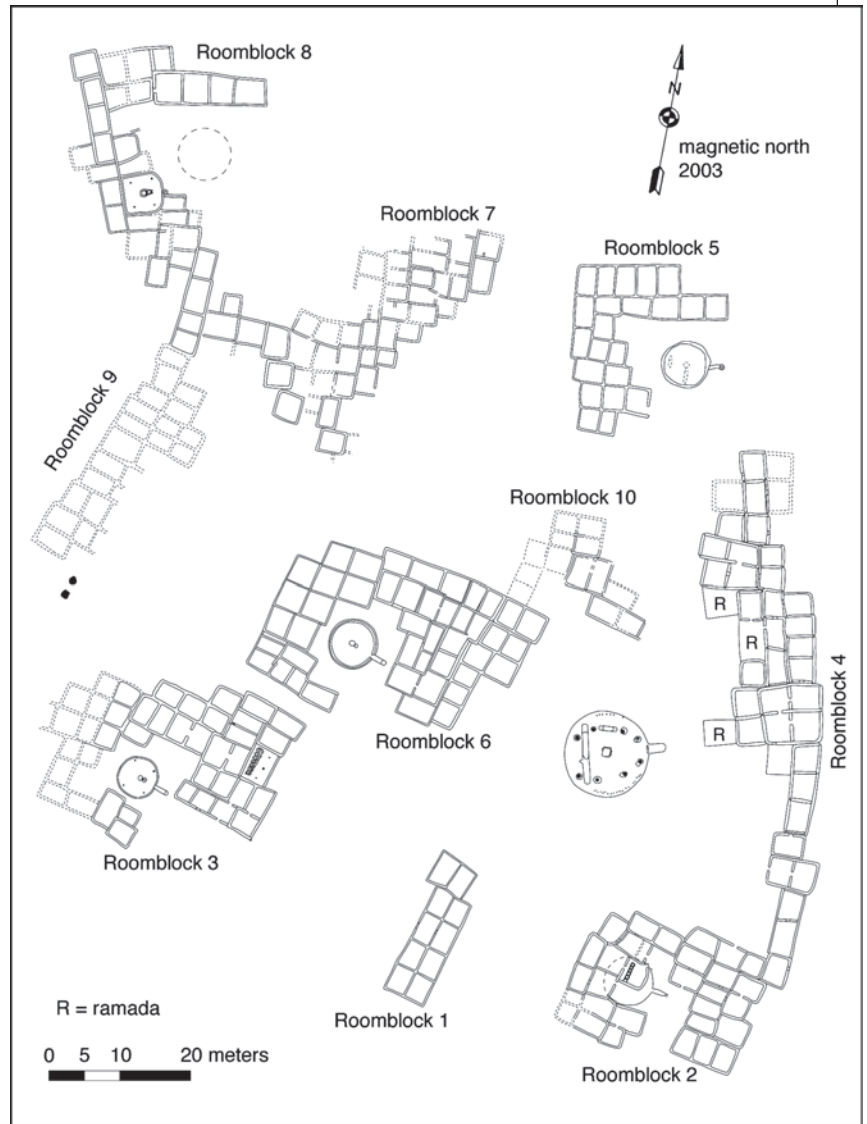 Roomblock 8
N
magnetic north
2003
Roomblock 7
Roomblock 5
Roomblock 9
Roomblock 10
R
R
Roomblock 4
R
Roomblock 6
Roomblock 3
R = ramada
Roomblock 1
0 5 10 20 meters
Roomblock 2